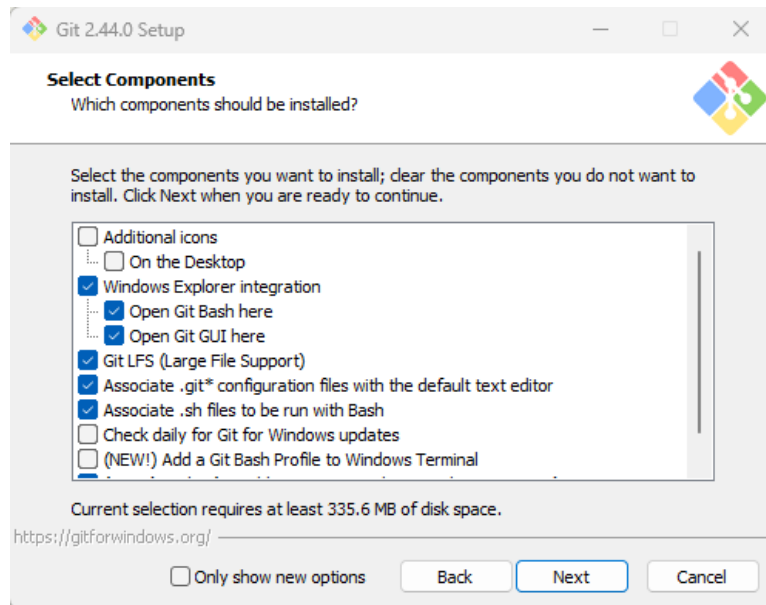 Git 2.44.0 Setup
Select Components
Which components should be installed?
Select the components you want to install; clear the components you do not want to
install. Click Next when you are ready to continue.
Additional icons
On the Desktop
Windows Explorer integration
Open Git Bash here
Open Git GUI here
Git LFS (Large File Support)
Associate .git* configuration files with the default text editor
Associate .sh files to be run with Bash
Check daily for Git for Windows updates
(NEW!) Add a Git Bash Profile to Windows Terminal
Current selection requires at least 335.6 MB of disk space.
https://gitforwindows.org/
Only show new options Back Next Cancel